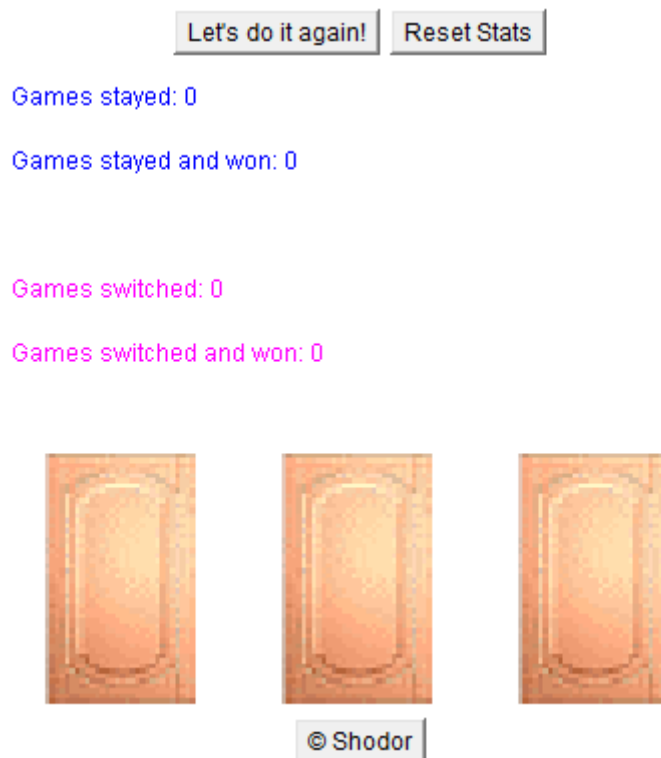 Let's do it again! Reset Stats
Games stayed: 0
Games stayed and won: 0
Games switched: 0
Games switched and won: 0
© Shodor